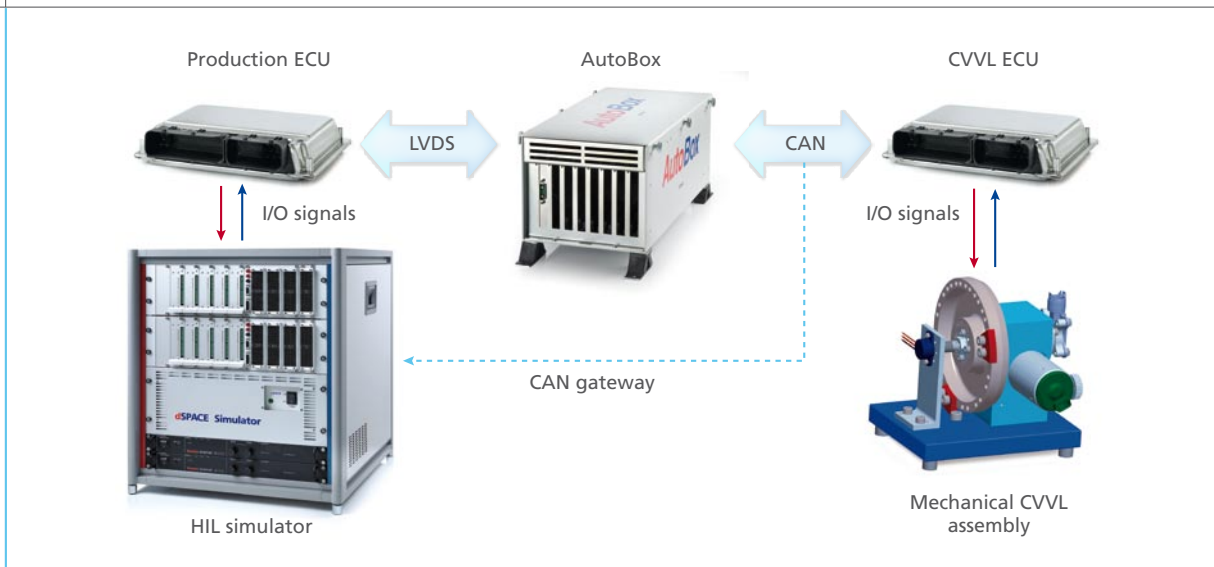 Production ECU
AutoBox
CVVL ECU
LVDS
AutoBox
AutoBox
CAN
I/O signals
I/O signals
dSPACE Simulator
CAN gateway
HIL simulator
Mechanical CVVL
assembly